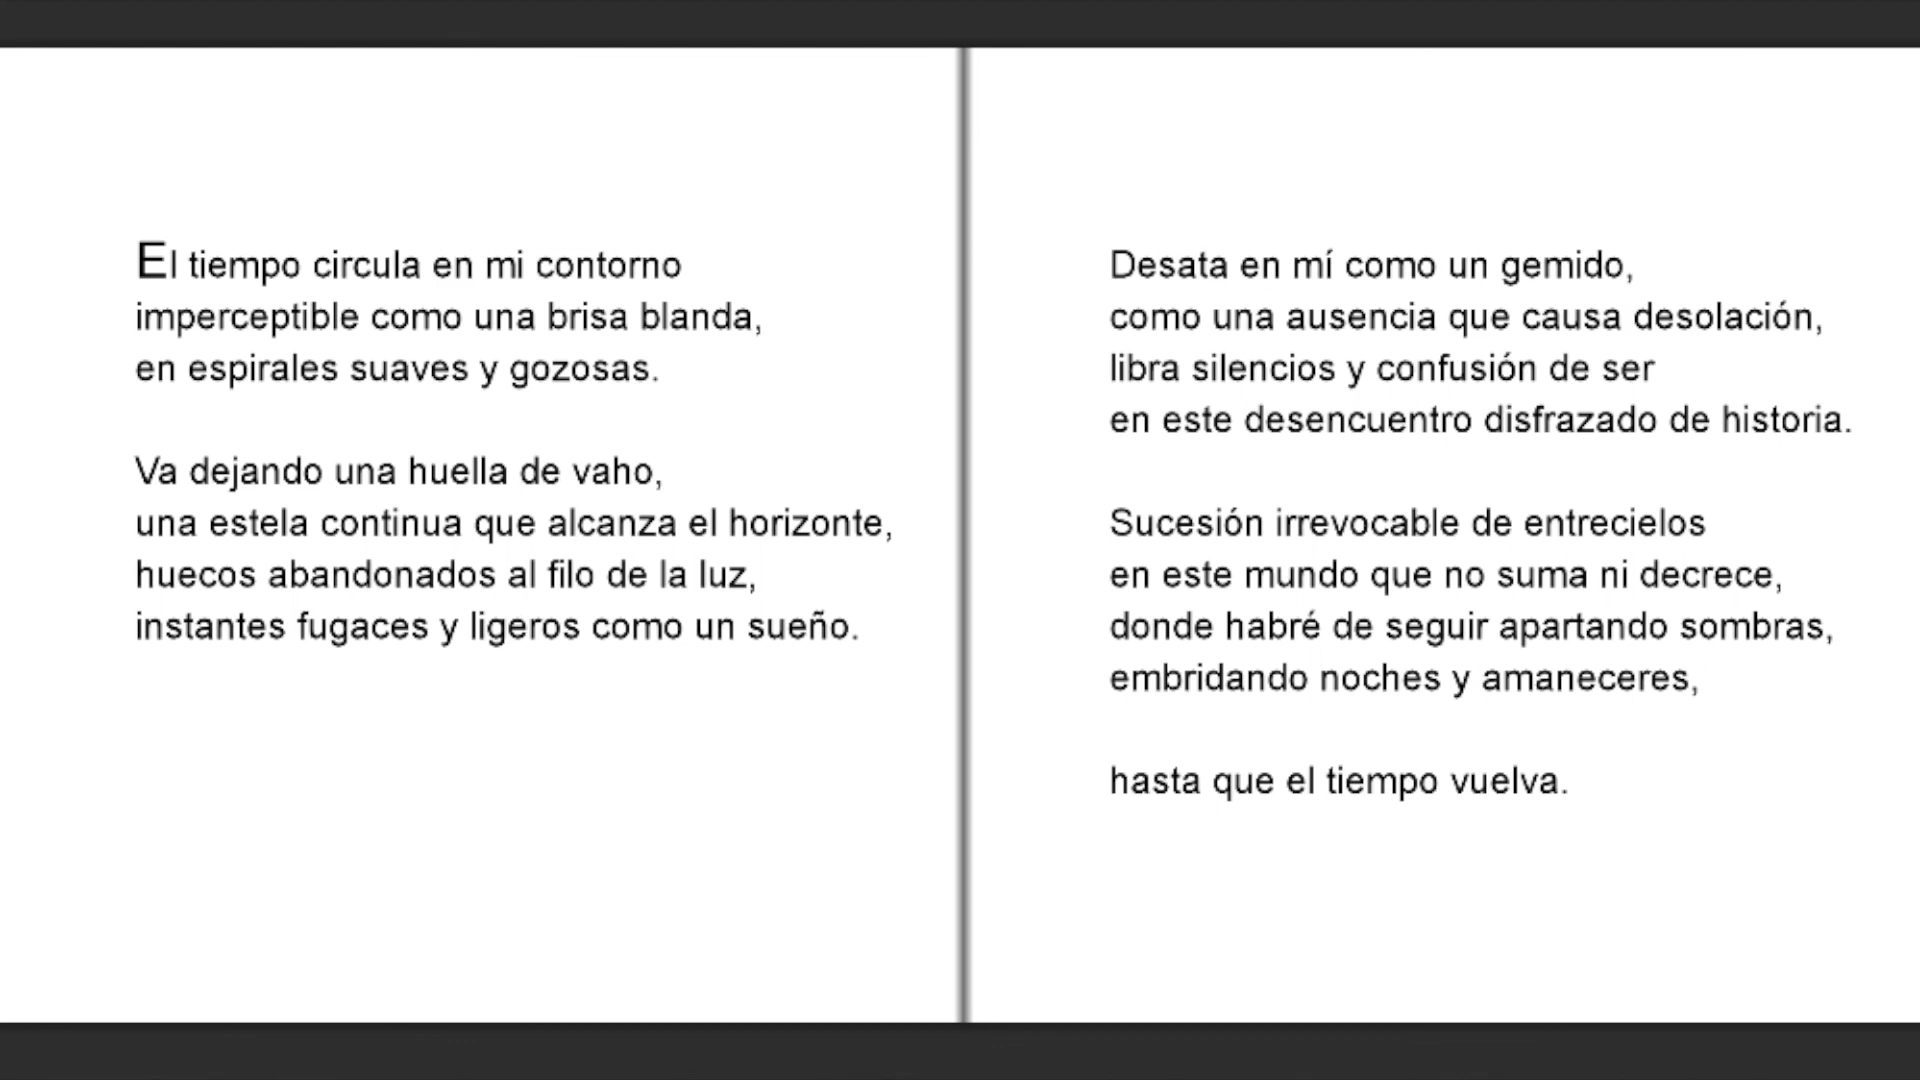 El tiempo circula en mi contorno
imperceptible como una brisa blanda,
en espirales suaves y gozosas.
Va dejando una huella de vaho,
una estela continua que alcanza el horizonte,
huecos abandonados al filo de la luz,
instantes fugaces y ligeros como un sueño.
Desata en mí como un gemido,
como una ausencia que causa desolación,
libra silencios y confusión de ser
en este desencuentro disfrazado de historia.
Sucesión irrevocable de entrecielos
en este mundo que no suma ni decrece,
donde habré de seguir apartando sombras,
embridando noches y amaneceres,
hasta que el tiempo vuelva.